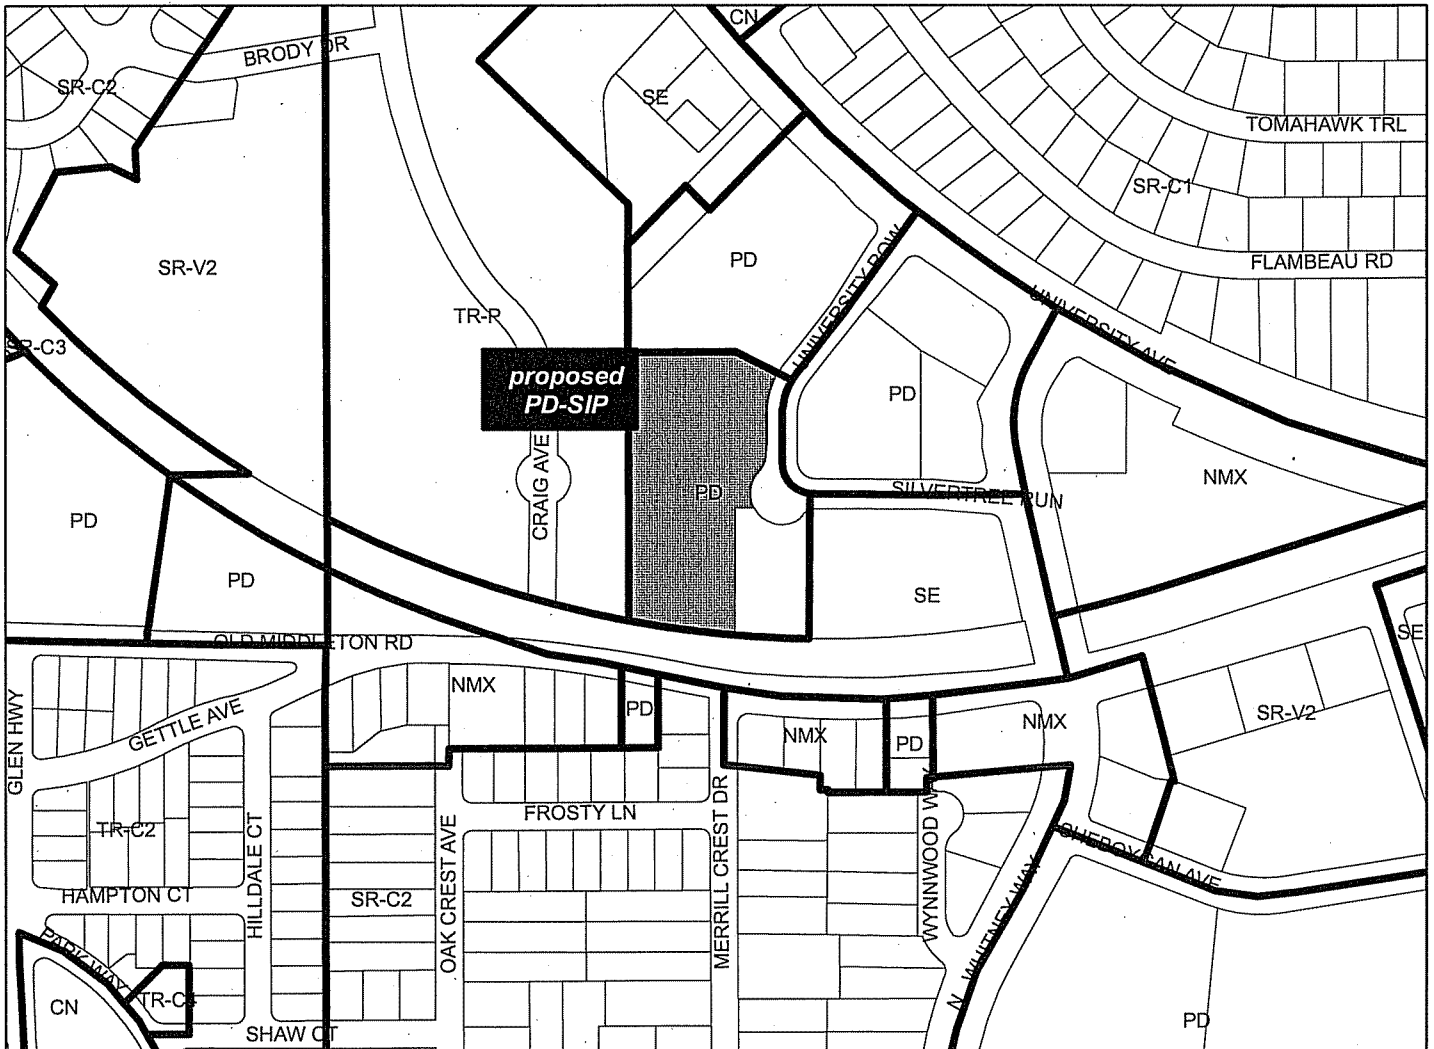 CN
BRODY DR
SR-C2
SE
TOMAHAWK TRL
SR-C1
SR-V2
PD
UNIVERSITY ROW
FLAMBEAU RD
TR-P
UNIVERSITY AVE
SR-C3
proposed
PD-SIP
PD
CRAIG AVE
PD
SILVERTREE RUN
NMX
PD
PD
SE
OLD MIDDLETON RD
SE
GLEN HWY
GETTLE AVE
NMX
PD
NMX
PD
NMX
SR-V2
TR-C2
HILLDALE CT
FROSTY LN
OAK CREST AVE
MERRILL CREST DR
WYNNWOOD W
SHEBOYGAN AVE
HAMPTON CT
SR-C2
N WHITNEY WAY
PARK WAY
TR-C4
CN
SHAW CT
PD